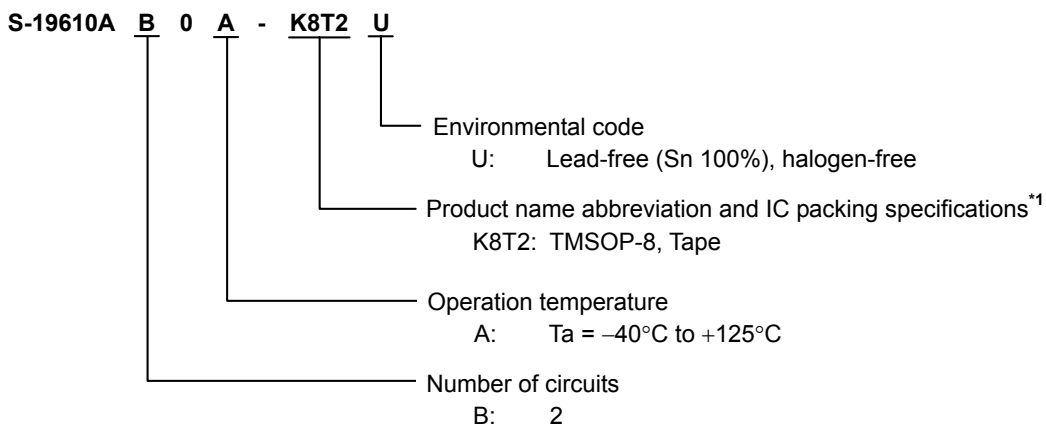 S-19610A B 0 A - K8T2 U
Environmental code
U: Lead-free (Sn 100%), halogen-free
Product name abbreviation and IC packing specifications*1
K8T2: TMSOP-8, Tape
Operation temperature
A: Ta = −40°C to +125°C
Number of circuits
B: 2